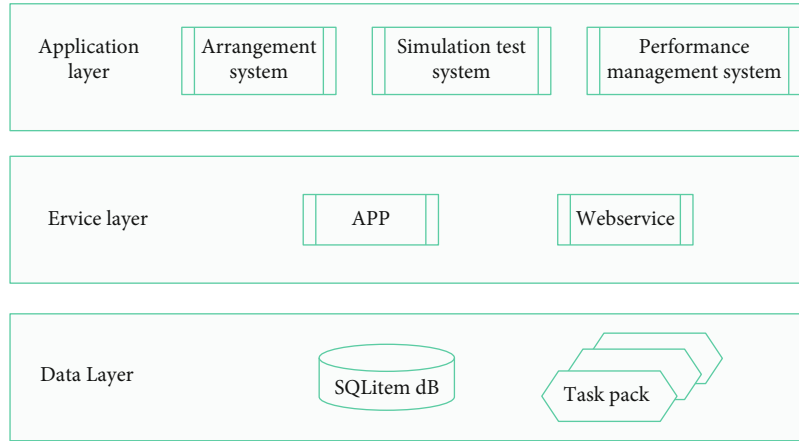 Application
layer
Arrangement
system
Simulation test
system
Performance
management system
Ervice layer
APP
Webservice
Data Layer
SQLitem dB
Task pack